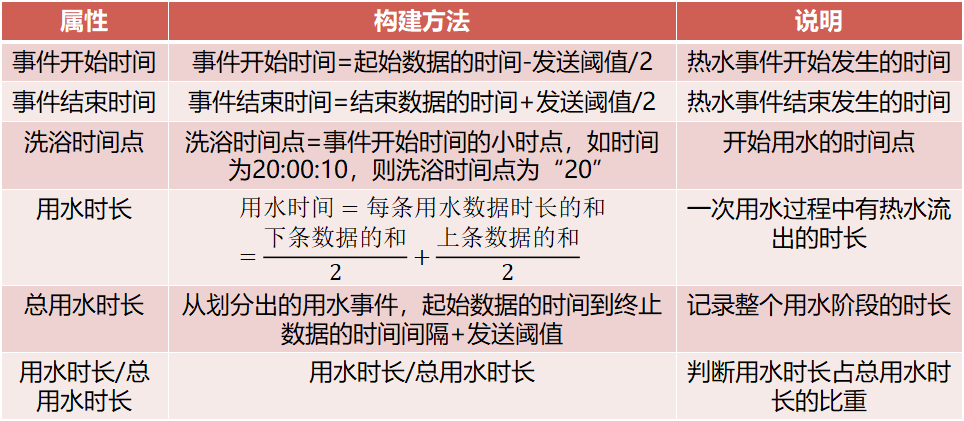 属性 构建方法 说明
事件开始时间 事件开始时间=起始数据的时间-发送阈值/2 热水事件开始发生的时间
事件结束时间 事件结束时间=结束数据的时间+发送阈值/2 热水事件结束发生的时间
洗浴时间点 洗浴时间点=事件开始时间的小时点，如时间
为20:00:10，则洗浴时间点为“20”
开始用水的时间点
用水时长
用水时间 = 每条用水数据时长的和
= 下条数据的和/2 + 上条数据的和/2
一次用水过程中有热水流
出的时长
总用水时长
从划分出的用水事件，起始数据的时间到终止
数据的时间间隔+发送阈值
记录整个用水阶段的时长
用水时长/总
用水时长
用水时长/总用水时长
判断用水时长占总用水时
长的比重